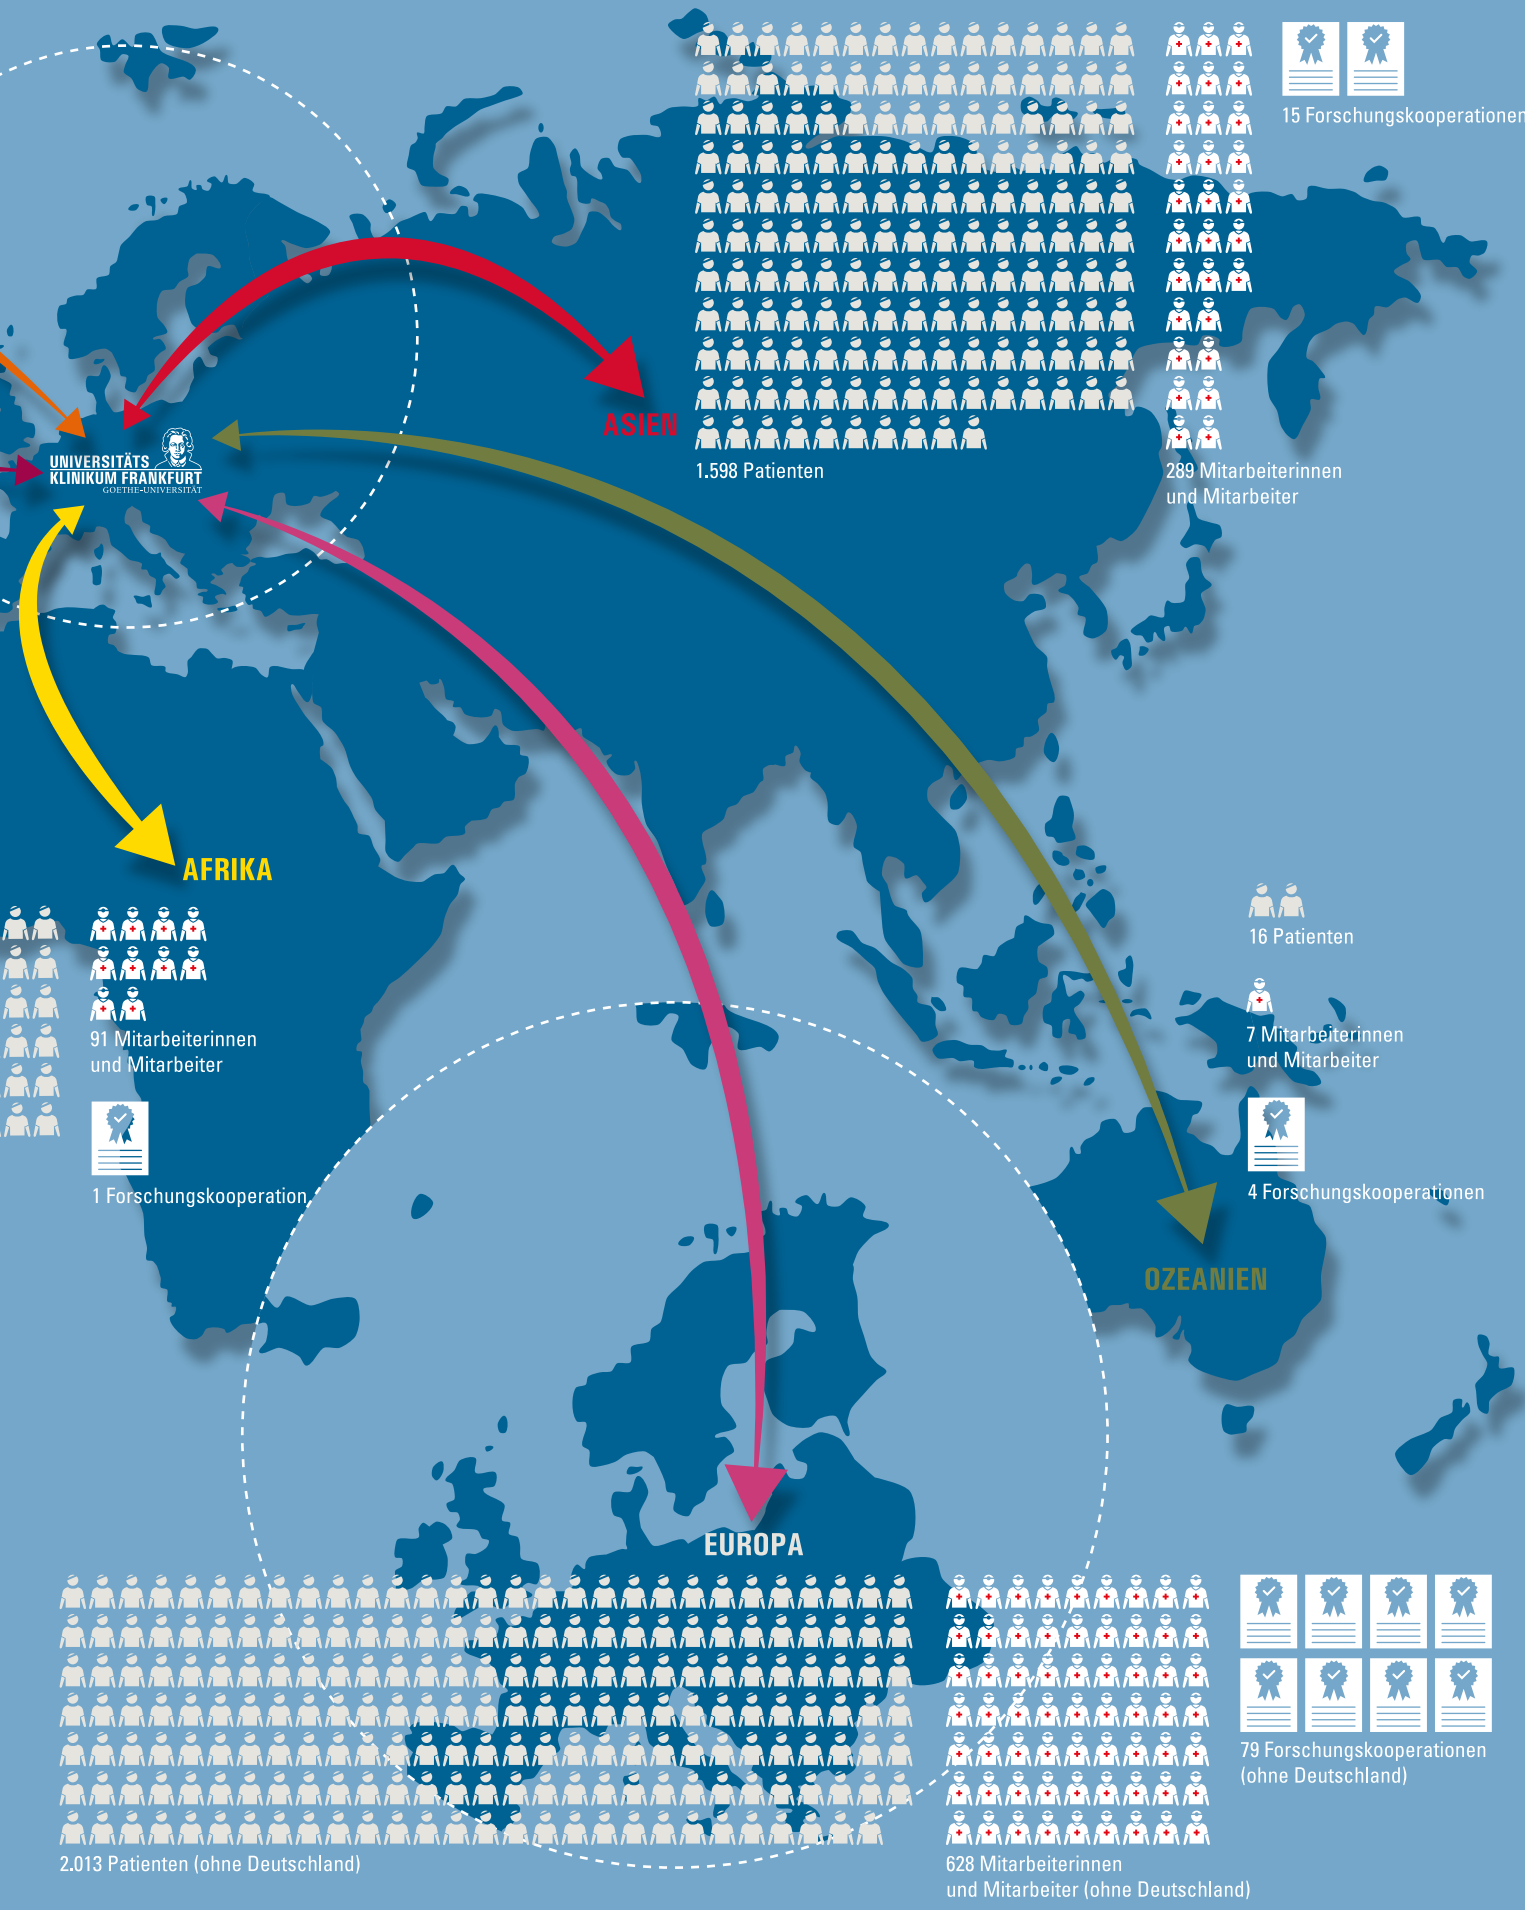 15 Forschungskooperationen
ASIEN
1.598 Patienten
289 Mitarbeiterinnen
und Mitarbeiter
UNIVERSITÄTS
KLINIKUM FRANKFURT
GOETHE-UNIVERSITÄT
AFRIKA
91 Mitarbeiterinnen
und Mitarbeiter
1 Forschungskooperation
16 Patienten
7 Mitarbeiterinnen
und Mitarbeiter
4 Forschungskooperationen
OZEANIEN
EUROPA
2.013 Patienten (ohne Deutschland)
628 Mitarbeiterinnen
und Mitarbeiter (ohne Deutschland)
79 Forschungskooperationen
(ohne Deutschland)